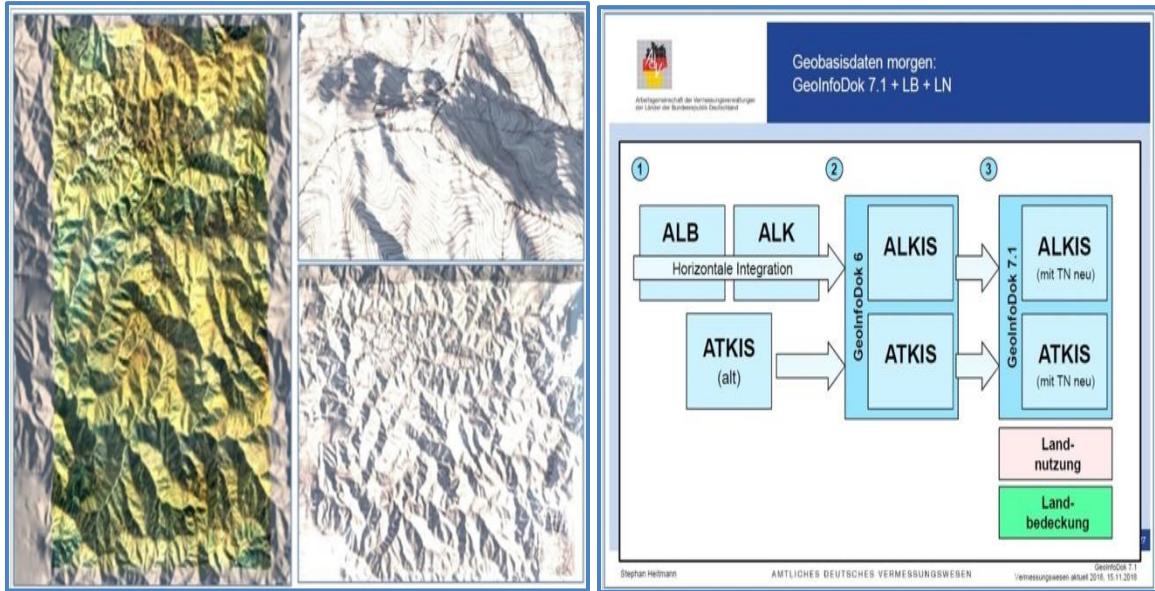 Arbeitsgemeinschaft der Vermessungsverwaltungen
der Länder der Bundesrepublik Deutschland
Geobasisdaten morgen:
GeoInfoDok 7.1 + LB + LN
1
2
3
ALB
ALK
Horizontale Integration
ATKIS
(alt)
GeoInfoDok 6
ALKIS
ATKIS
GeoInfoDok 7.1
ALKIS
(mit TN neu)
ATKIS
(mit TN neu)
Land-
nutzung
Land-
bedeckung
Stephan Heitmann
AMTLICHES DEUTSCHES VERMESSUNGSWESEN
GeoInfoDok 7.1
Vermessungswesen aktuell 2018, 15.11.2018